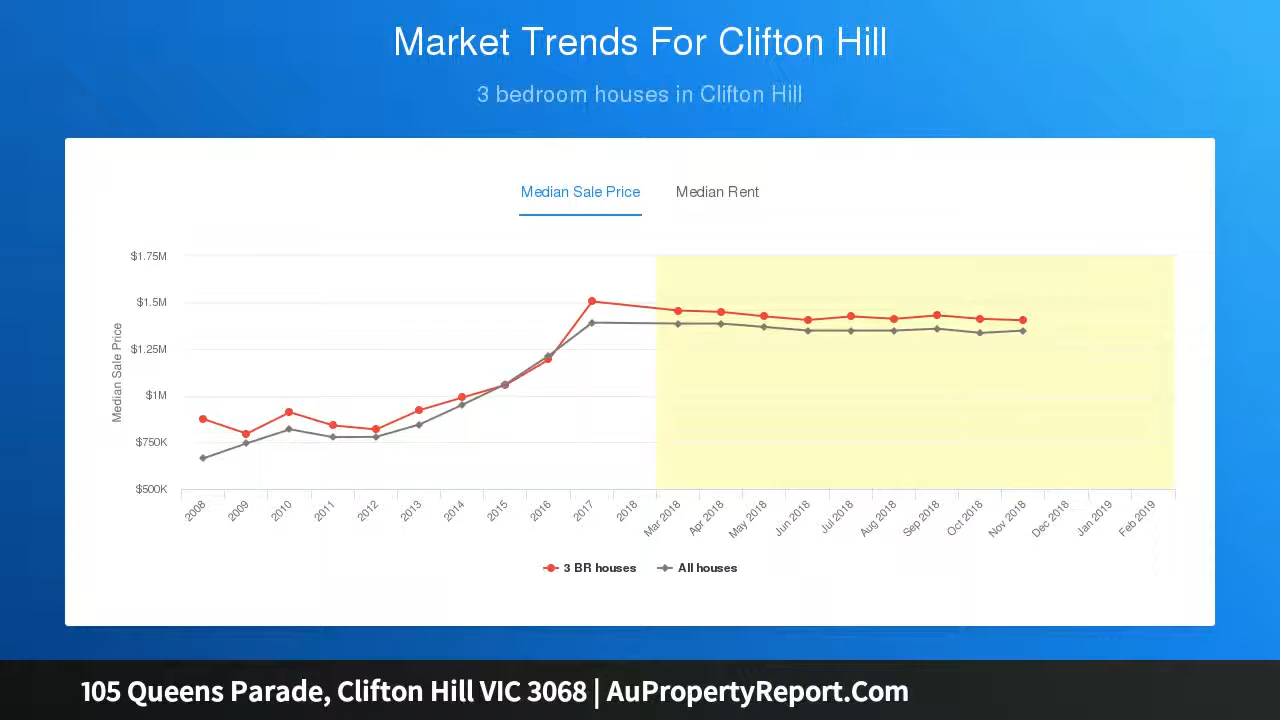 Market Trends For Clifton Hill
3 bedroom houses in Clifton Hill
Median Sale Price Median Rent
Median Sale Price
$1.75M
$1.5M
$1.25M
$1M
$750K
$500K
2008 2009 2010 2011 2012 2013 2014 2015 2016 2017 2018 Mar 2018 Apr 2018 May 2018 Jun 2018 Jul 2018 Aug 2018 Sep 2018 Oct 2018 Nov 2018 Dec 2018 Jan 2019 Feb 2019
3 BR houses All houses
105 Queens Parade, Clifton Hill VIC 3068 | AuPropertyReport.Com